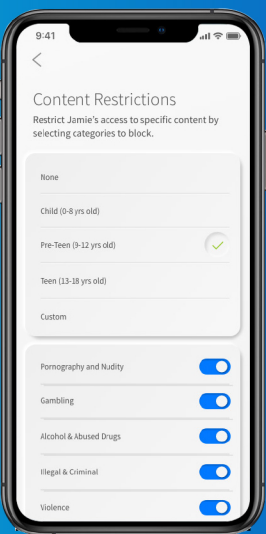 9:41
Content Restrictions
Restrict Jamie's access to specific content by
selecting categories to block.
None
Child (0-8 yrs old)
Pre-Teen (9-12 yrs old)
Teen (13-18 yrs old)
Custom
Pornography and Nudity
Gambling
Alcohol & Abused Drugs
Illegal & Criminal
Violence